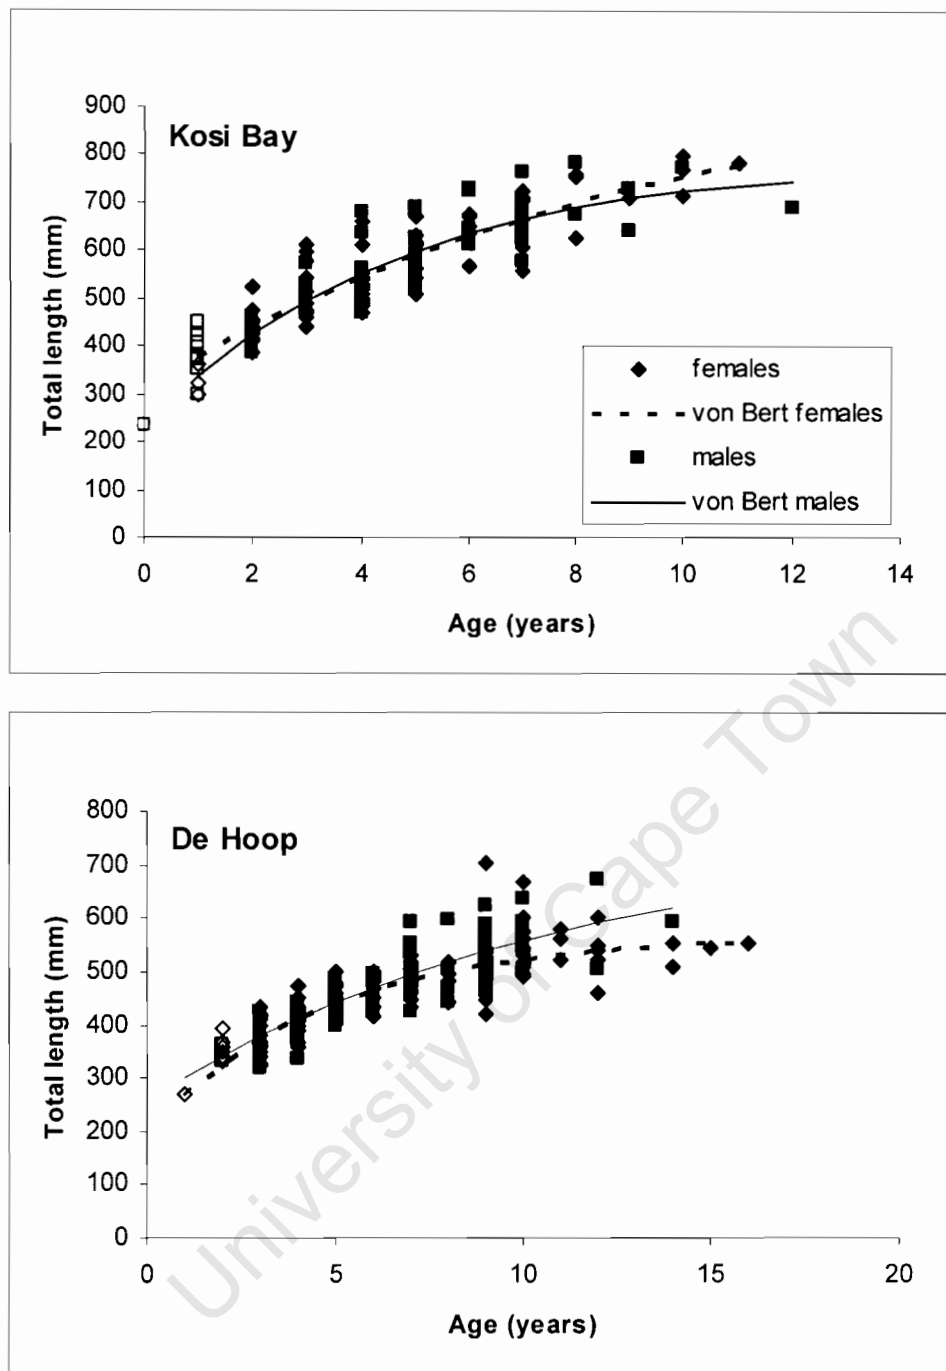 Kosi Bay
Total length (mm)
900
800
700
600
500
400
300
200
100
0
0 2 4 6 8 10 12 14
Age (years)
females
von Bert females
males
von Bert males
De Hoop
Total length (mm)
800
700
600
500
400
300
200
100
0
0 5 10 15 20
Age (years)
University of Cape Town